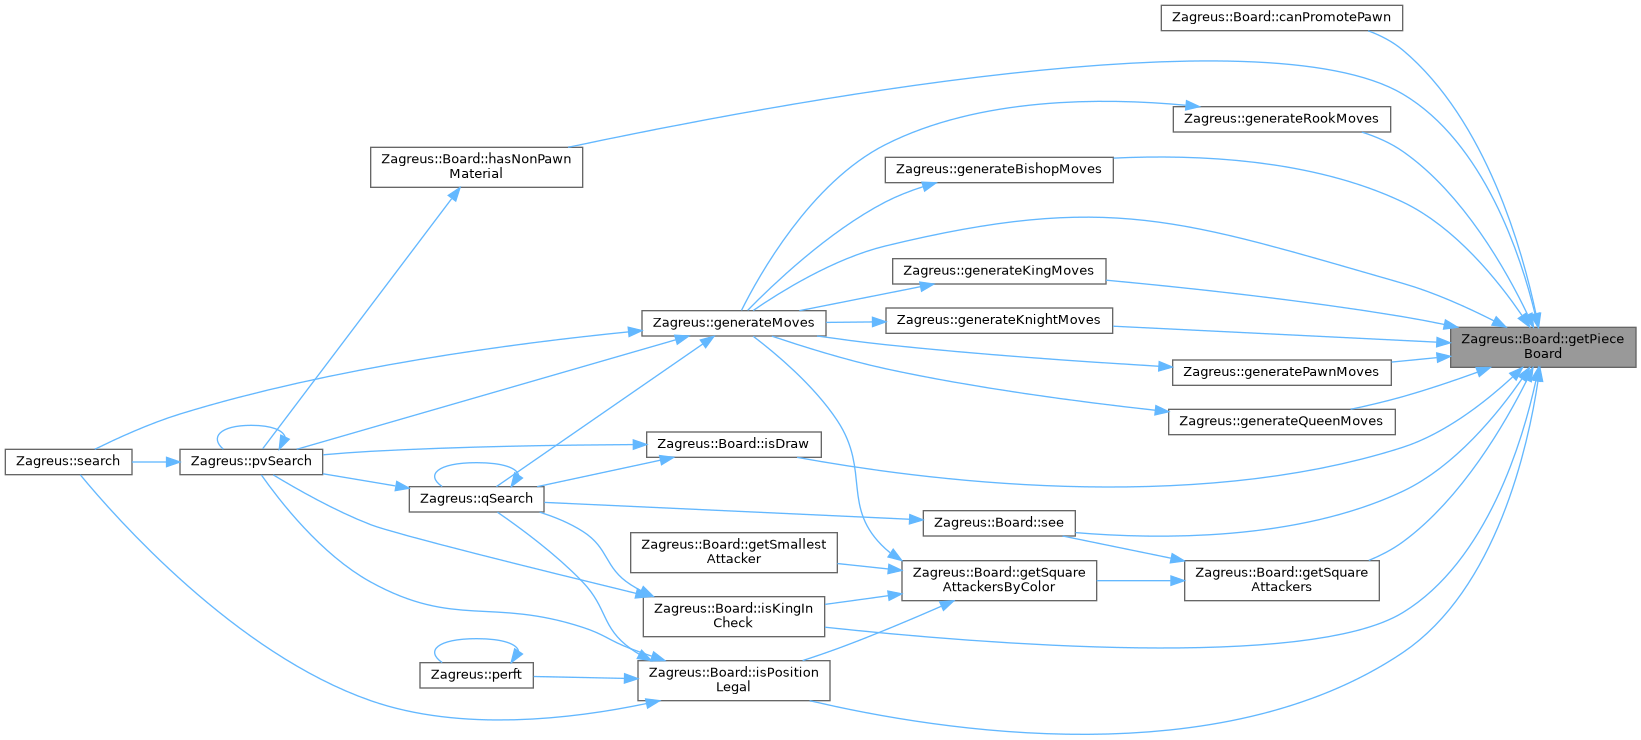 Zagreus::Board::canPromotePawn
Zagreus::generateRookMoves
Zagreus::Board::hasNonPawn
Material
Zagreus::generateBishopMoves
Zagreus::generateKingMoves
Zagreus::generateMoves
Zagreus::generateKnightMoves
Zagreus::Board::getPiece
Board
Zagreus::generatePawnMoves
Zagreus::generateQueenMoves
Zagreus::Board::isDraw
Zagreus::search
Zagreus::pvSearch
Zagreus::qSearch
Zagreus::Board::see
Zagreus::Board::getSmallest
Attacker
Zagreus::Board::getSquare
AttackersByColor
Zagreus::Board::getSquare
Attackers
Zagreus::Board::isKingIn
Check
Zagreus::perft
Zagreus::Board::isPosition
Legal